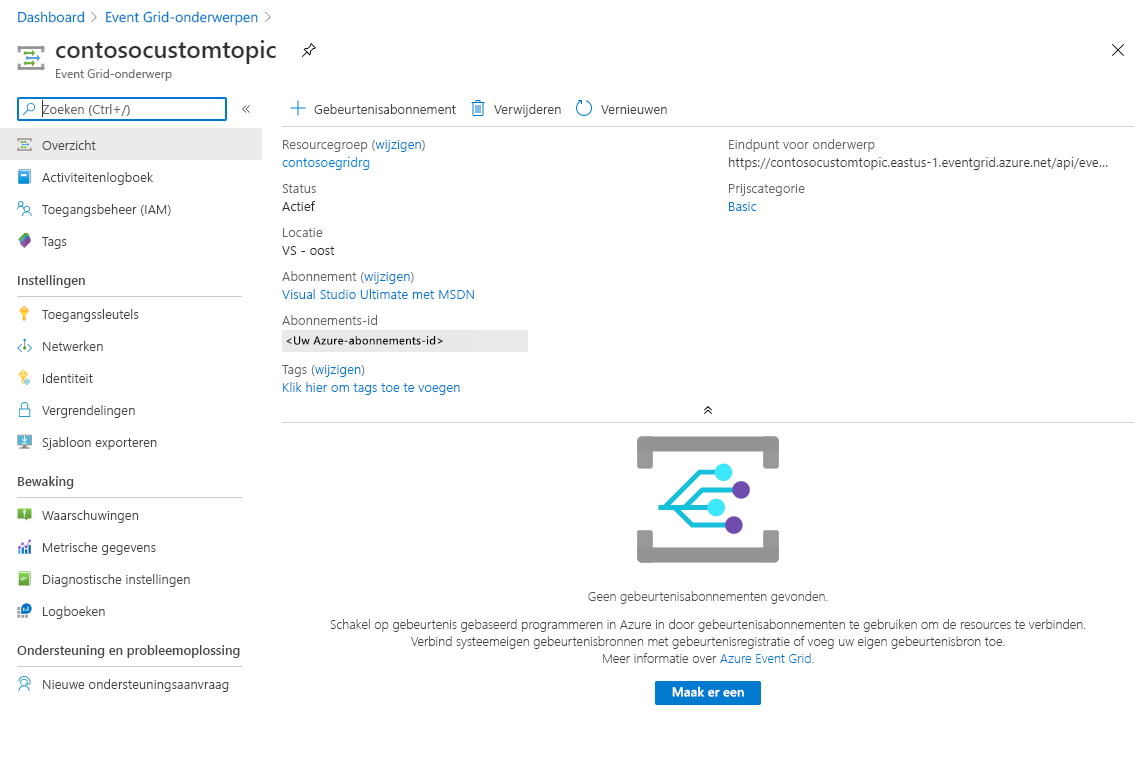 Dashboard > Event Grid-onderwerpen >
contosocustomtopic
Event Grid-onderwerp
Zoeken (Ctrl+/)
«
Overzicht
Activiteitenlogboek
Toegangsbeheer (IAM)
Tags
Instellingen
Toegangssleutels
Netwerken
Identiteit
Vergrendelingen
Sjabloon exporteren
Bewaking
Waarschuwingen
Metrische gegevens
Diagnostische instellingen
Logboeken
Ondersteuning en probleemoplossing
Nieuwe ondersteuningsaanvraag
Gebeurtenisabonnement Verwijderen Vernieuwen
Resourcegroep (wijzigen)
contosoegridrg
Status
Actief
Locatie
VS - oost
Abonnement (wijzigen)
Visual Studio Ultimate met MSDN
Abonnements-id
<Uw Azure-abonnements-id>
Tags (wijzigen)
Klik hier om tags toe te voegen
Eindpunt voor onderwerp
https://contosocustomtopic.eastus-1.eventgrid.azure.net/api/eve...
Prijscategorie
Basic
Geen gebeurtenisabonnementen gevonden.
Schakel op gebeurtenis gebaseerd programmeren in Azure in door gebeurtenisabonnementen te gebruiken om de resources te verbinden.
Verbind systeemeigen gebeurtenisbronnen met gebeurtenisregistratie of voeg uw eigen gebeurtenisbron toe.
Meer informatie over Azure Event Grid.
Maak er een